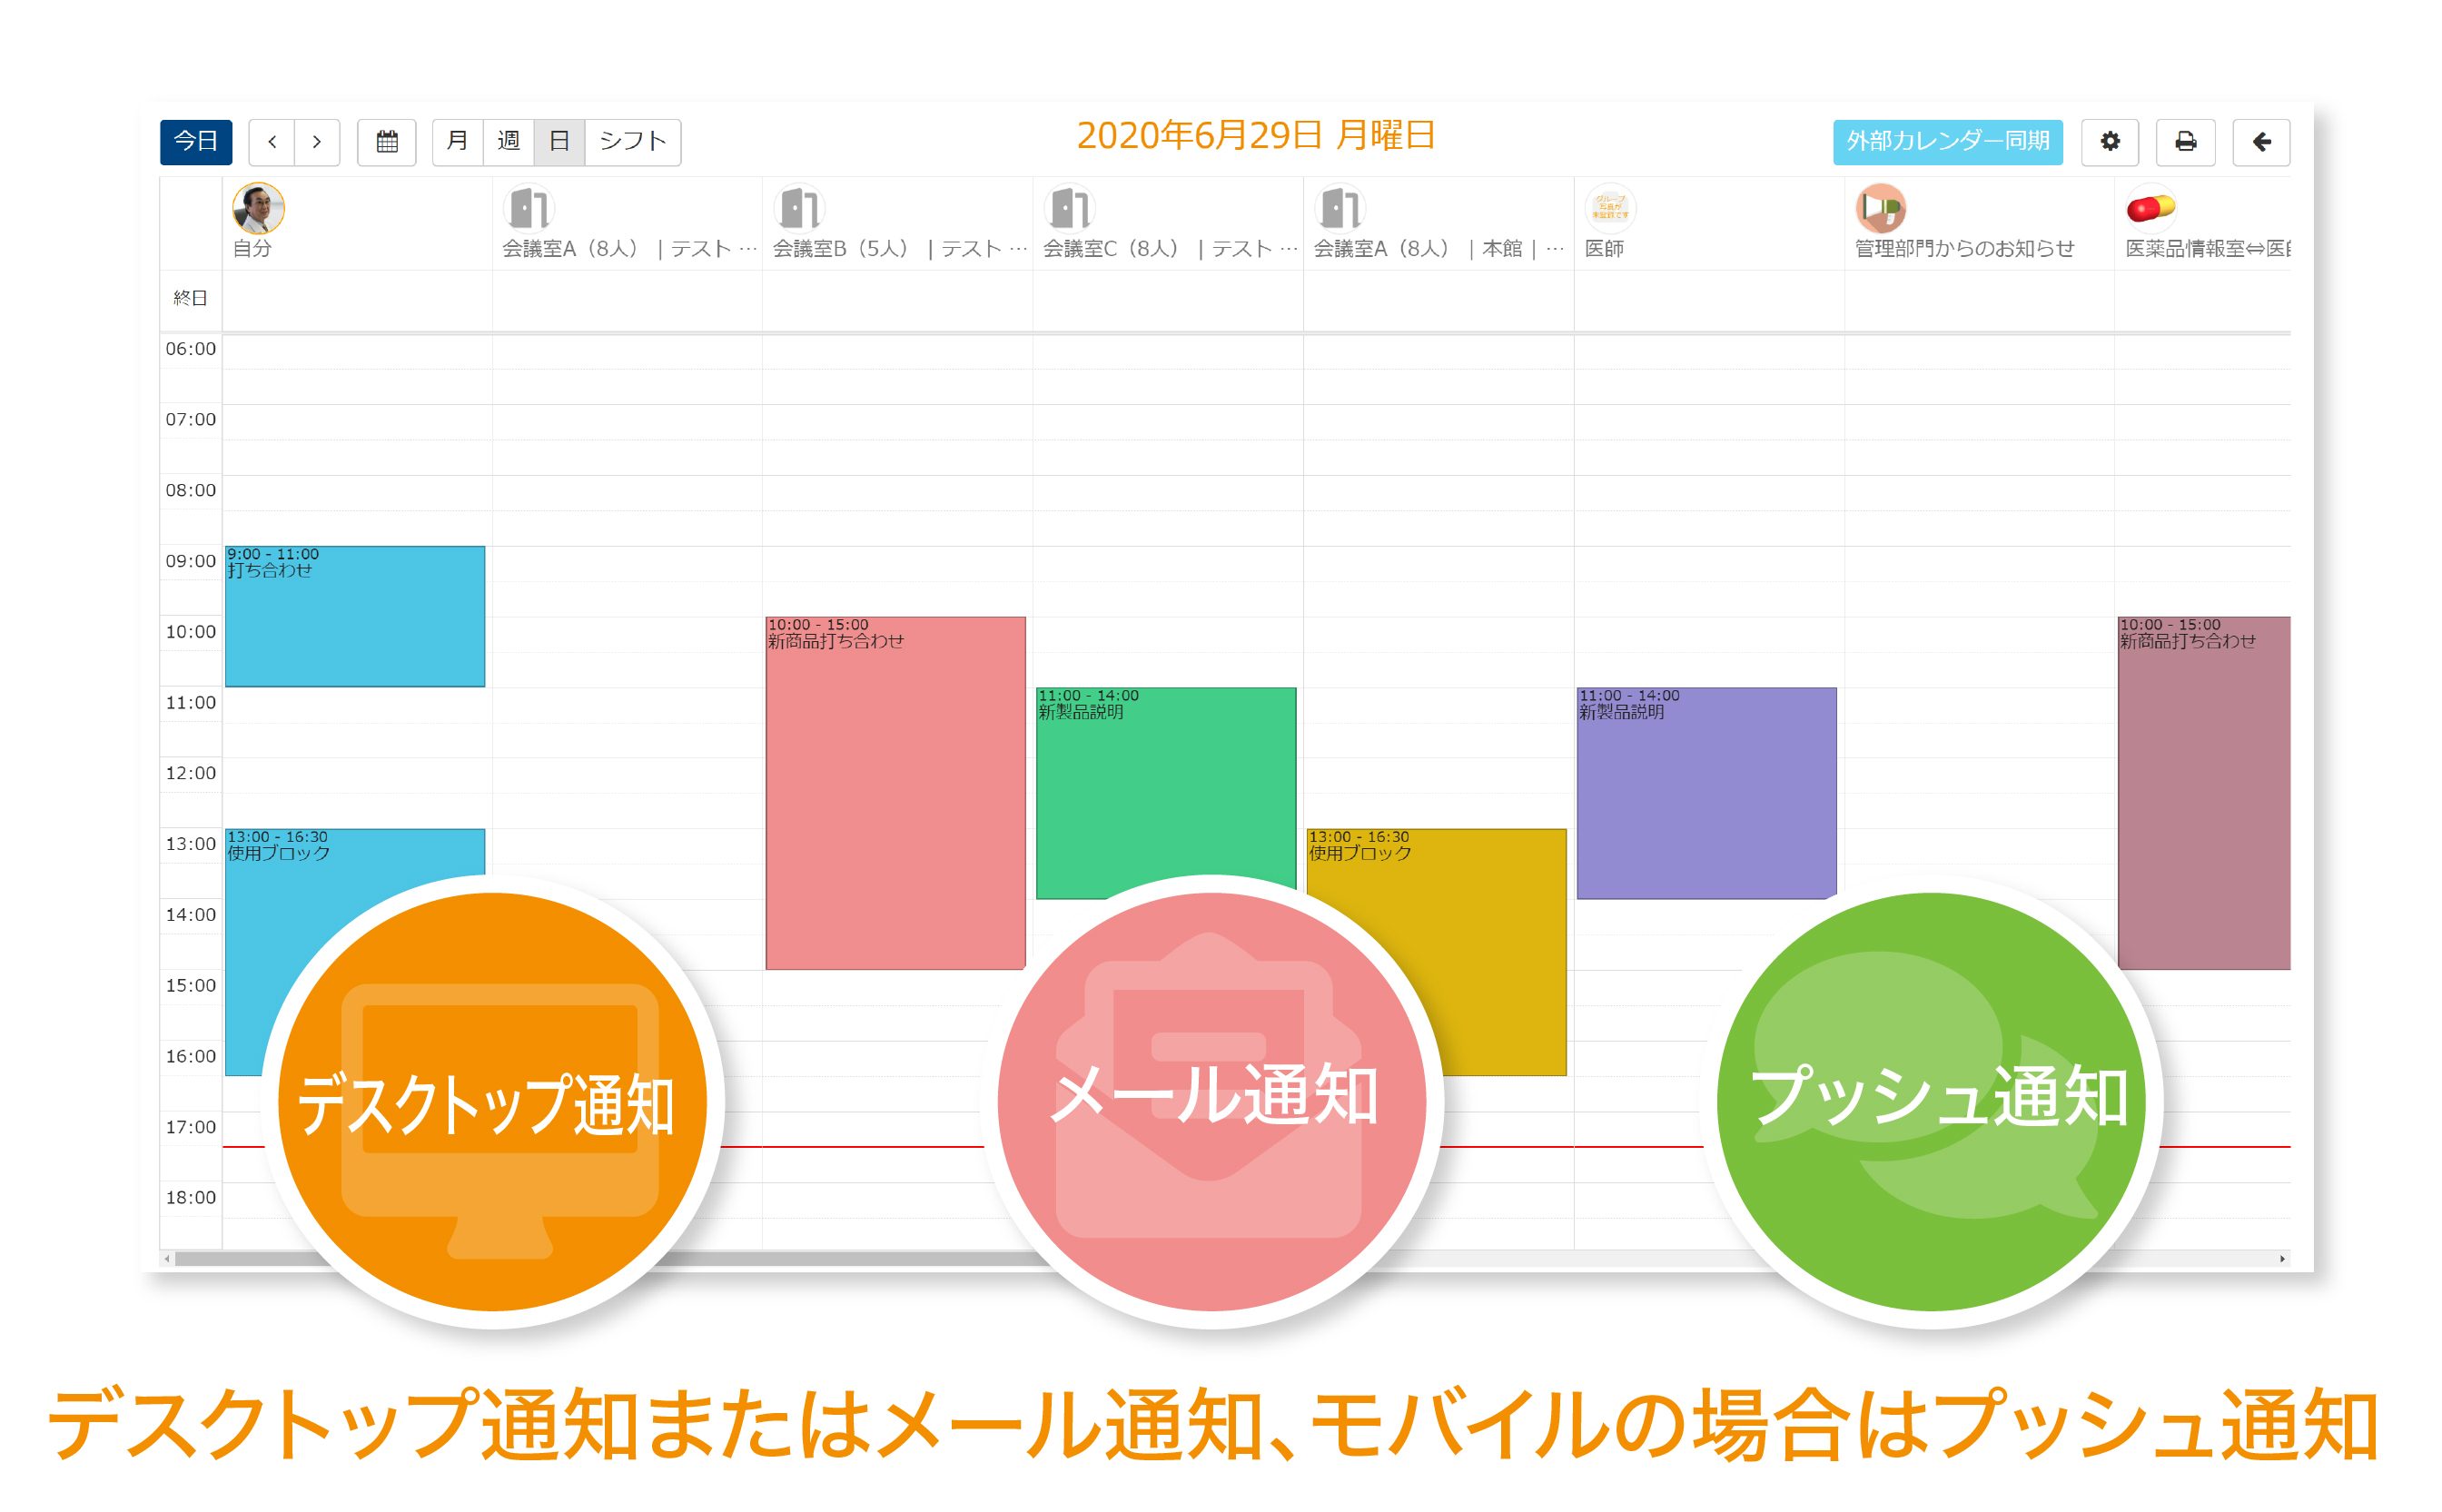 今日
月 週 日 シフト
2020年6月29日 月曜日
外部カレンダー同期
自分
会議室A（8人）｜テスト …
会議室B（5人）｜テスト …
会議室C（8人）｜テスト …
会議室A（8人）｜本館｜…
グループ
写真が
未登録です
医師
管理部門からのお知らせ
医薬品情報室⇔医
終日
06:00
07:00
08:00
09:00
10:00
11:00
12:00
13:00
14:00
15:00
16:00
17:00
18:00
9:00 - 11:00
打ち合わせ
13:00 - 16:30
使用ブロック
10:00 - 15:00
新商品打ち合わせ
11:00 - 14:00
新製品説明
13:00 - 16:30
使用ブロック
11:00 - 14:00
新製品説明
10:00 - 15:00
新商品打ち合わせ
デスクトップ通知
メール通知
プッシュ通知
デスクトップ通知またはメール通知、モバイルの場合はプッシュ通知